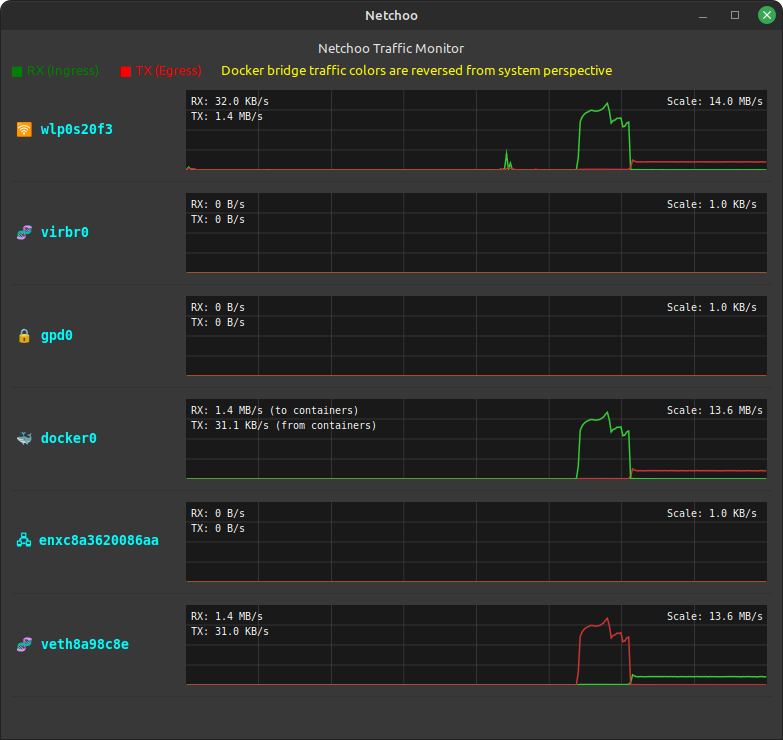 Netchoo
Netchoo Traffic Monitor
RX (Ingress) TX (Egress) Docker bridge traffic colors are reversed from system perspective
wlp0s20f3
RX: 32.0 KB/s
TX: 1.4 MB/s
Scale: 14.0 MB/s
virbr0
RX: 0 B/s
TX: 0 B/s
Scale: 1.0 KB/s
gpd0
RX: 0 B/s
TX: 0 B/s
Scale: 1.0 KB/s
docker0
RX: 1.4 MB/s (to containers)
TX: 31.1 KB/s (from containers)
Scale: 13.6 MB/s
enxc8a3620086aa
RX: 0 B/s
TX: 0 B/s
Scale: 1.0 KB/s
veth8a98c8e
RX: 1.4 MB/s
TX: 31.0 KB/s
Scale: 13.6 MB/s